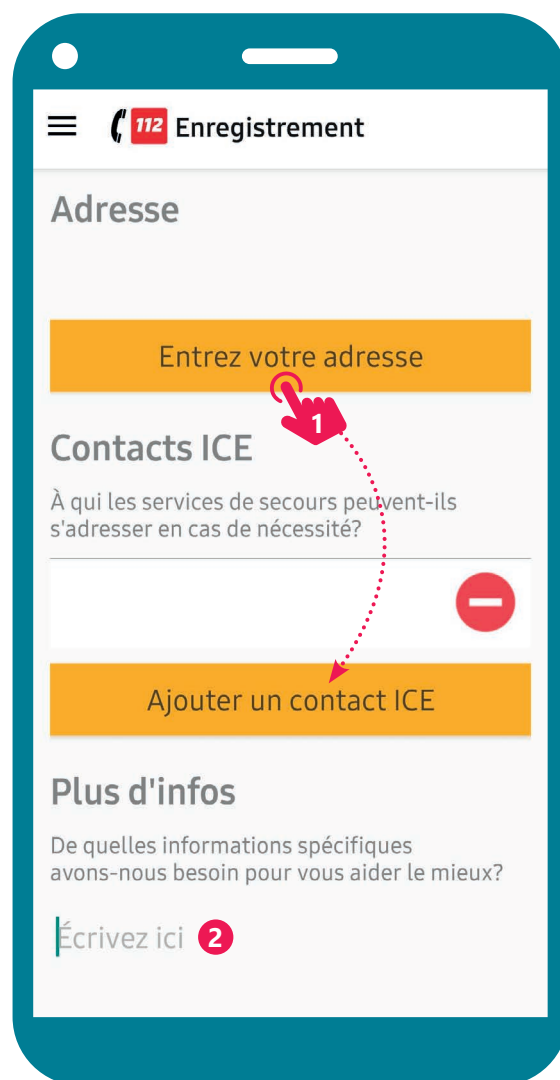 112 Enregistrement
Adresse
Entrez votre adresse
1
Contacts ICE
À qui les services de secours peuvent-ils
s'adresser en cas de nécessité?
Ajouter un contact ICE
Plus d'infos
De quelles informations spécifiques
avons-nous besoin pour vous aider le mieux?
Écrivez ici 2